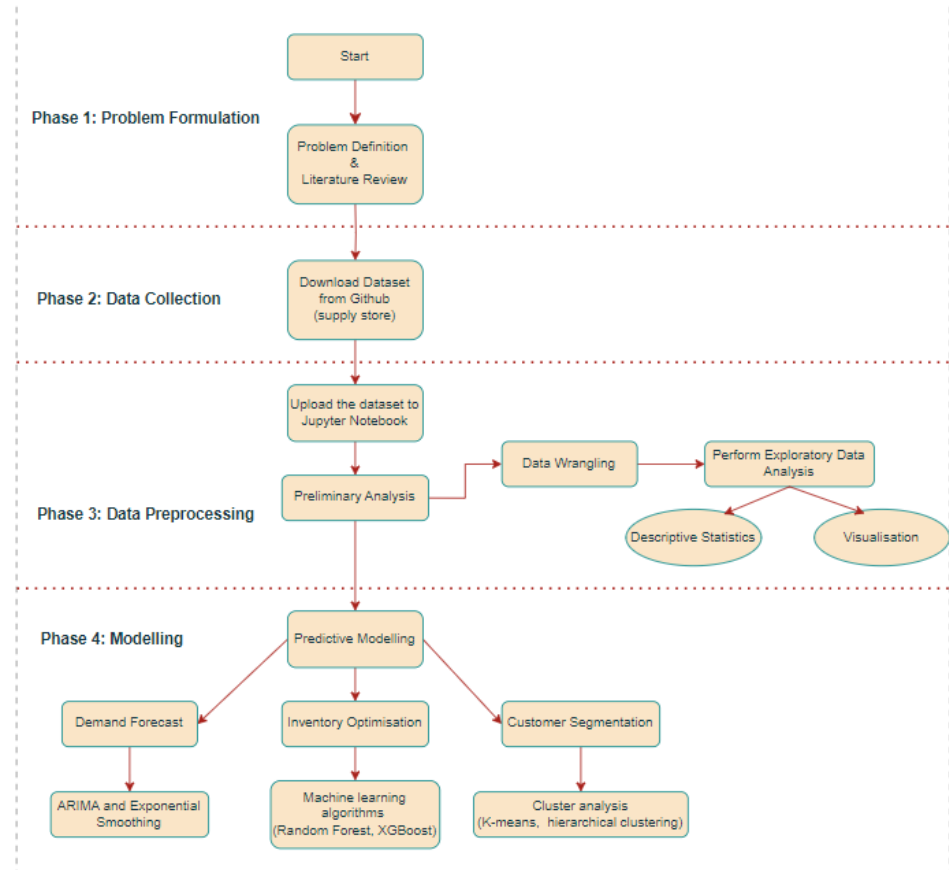 Start
Phase 1: Problem Formulation
Problem Definition
&
Literature Review
Phase 2: Data Collection
Download Dataset
from Github
(supply store)
Phase 3: Data Preprocessing
Upload the dataset to
Jupyter Notebook
Preliminary Analysis
Data Wrangling
Perform Exploratory Data
Analysis
Descriptive Statistics
Visualisation
Phase 4: Modelling
Predictive Modelling
Demand Forecast
Inventory Optimisation
Customer Segmentation
ARIMA and Exponential
Smoothing
Machine learning
algorithms
(Random Forest, XGBoost)
Cluster analysis
(K-means, hierarchical clustering)